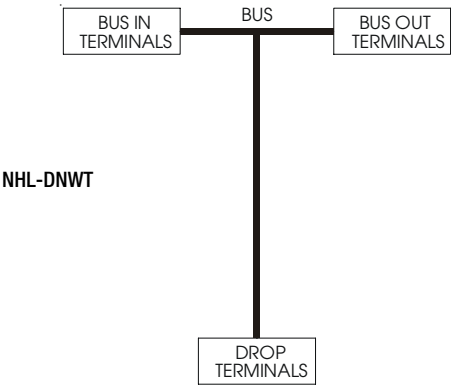 BUS IN
TERMINALS
BUS
BUS OUT
TERMINALS
NHL-DNWT
DROP
TERMINALS